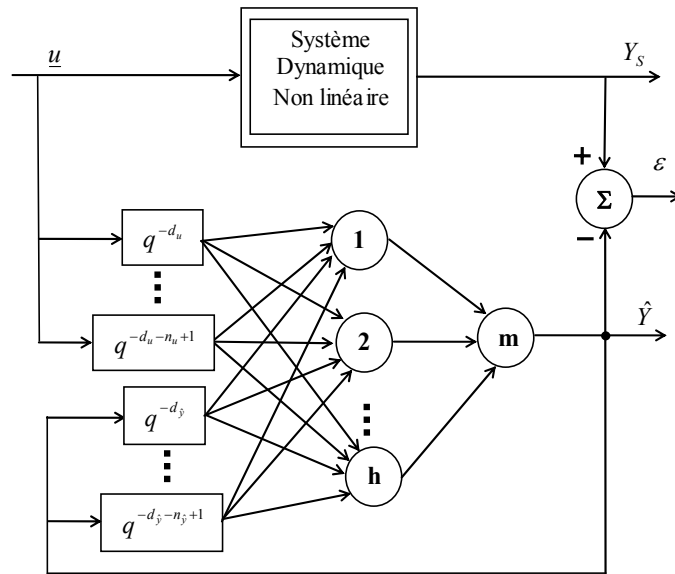 u
Système
Dynamique
Non linéaire
Y_S
+
ε
Σ
−
q^{-d_u}
1
q^{-d_u-n_u+1}
2
m
Ŷ
q^{-d_ŷ}
h
q^{-d_ŷ-n_ŷ+1}